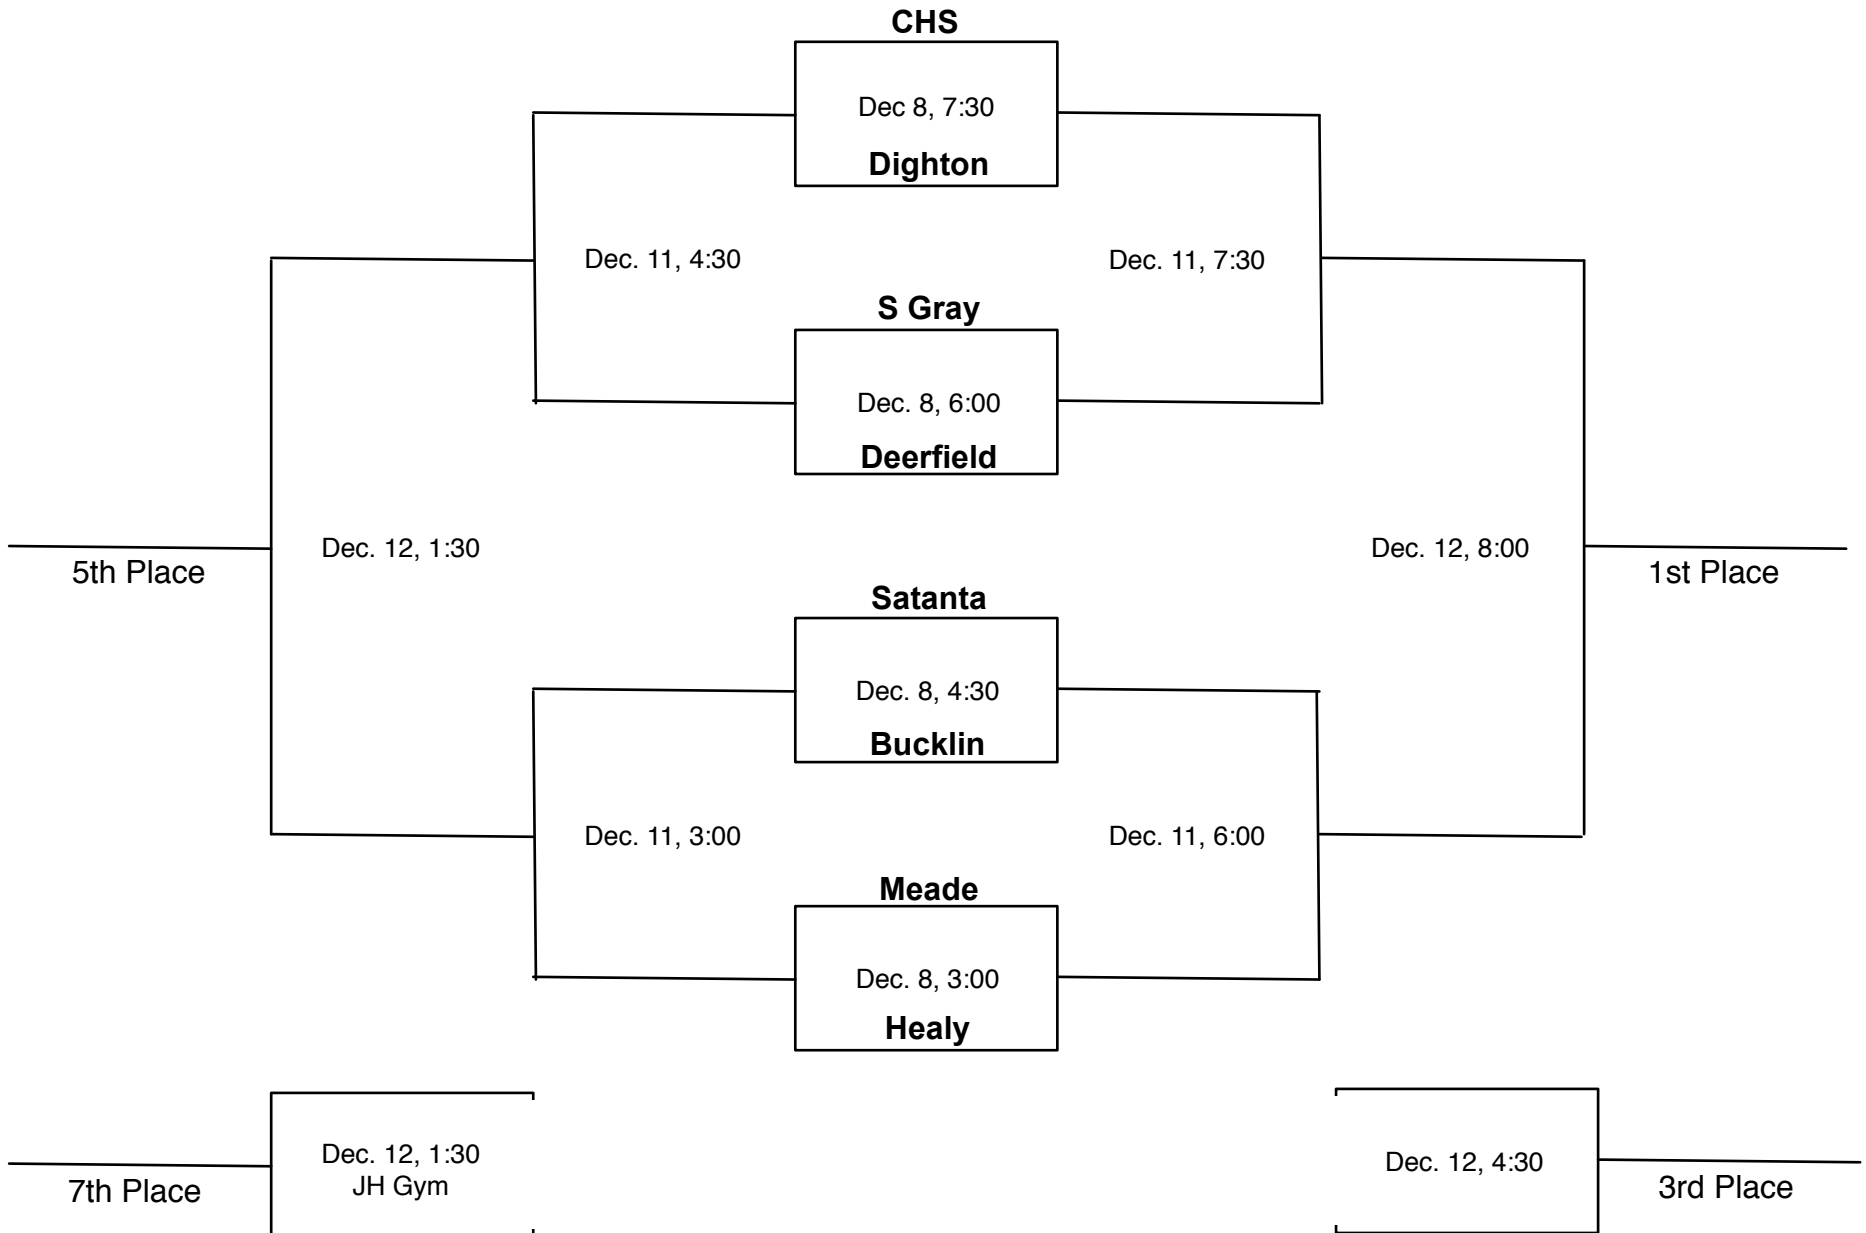 CHS
Dec 8, 7:30
Dighton
Dec. 11, 4:30
Dec. 11, 7:30
S Gray
Dec. 8, 6:00
Deerfield
Dec. 12, 1:30
Dec. 12, 8:00
5th Place
1st Place
Satanta
Dec. 8, 4:30
Bucklin
Dec. 11, 3:00
Dec. 11, 6:00
Meade
Dec. 8, 3:00
Healy
Dec. 12, 1:30
JH Gym
7th Place
Dec. 12, 4:30
3rd Place